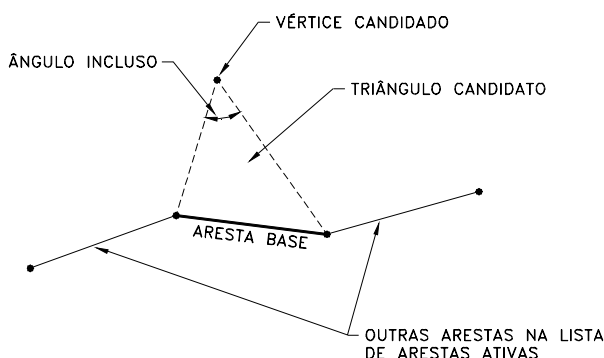 VÉRTICE CANDIDADO
ÂNGULO INCLUSO
TRIÂNGULO CANDIDATO
ARESTA BASE
OUTRAS ARESTAS NA LISTA
DE ARESTAS ATIVAS